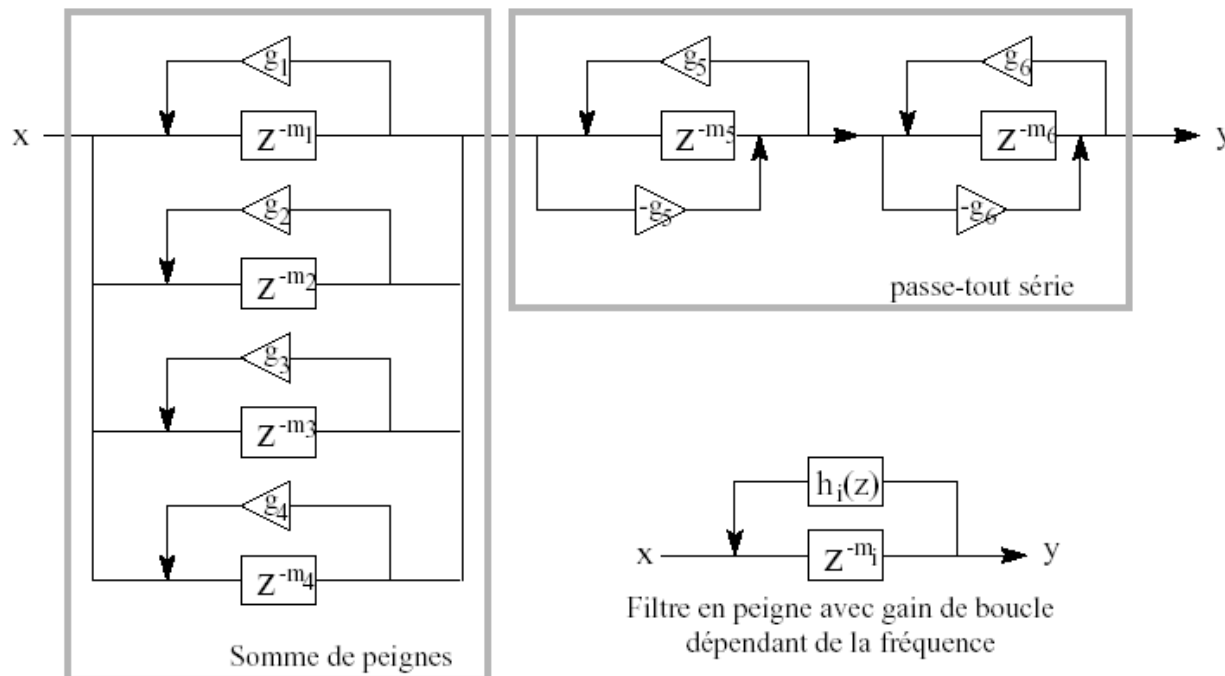 g1
x
z^-m1
g2
z^-m2
g3
z^-m3
g4
z^-m4
Somme de peignes
g5
z^-m5
-g5
g6
z^-m6
-g6
y
passe-tout série
hi(z)
x
z^-mi
y
Filtre en peigne avec gain de boucle
dépendant de la fréquence